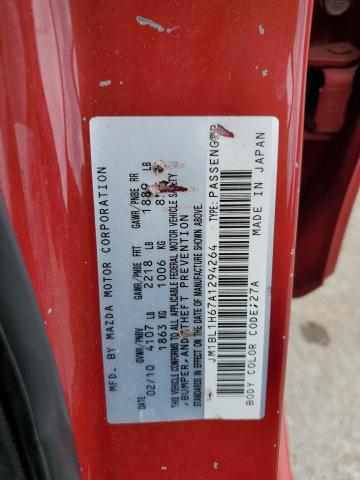 MFD. BY MAZDA MOTOR CORPORATION
DATE GVWR/PNBV GAWR/PNBE FRT GAWR/PNBE RR
02/10 4107 LB 2218 LB 1889 LB
1863 KG 1006 KG
THIS VEHICLE CONFORMS TO ALL APPLICABLE FEDERAL MOTOR VEHICLE SAFETY
,BUMPER,AND THEFT PREVENTION
STANDARDS IN EFFECT ON THE DATE OF MANUFACTURE SHOWN ABOVE.
JM1BL1H67A1294264 TYPE:
BODY COLOR CODE:27A MADE IN JAPAN